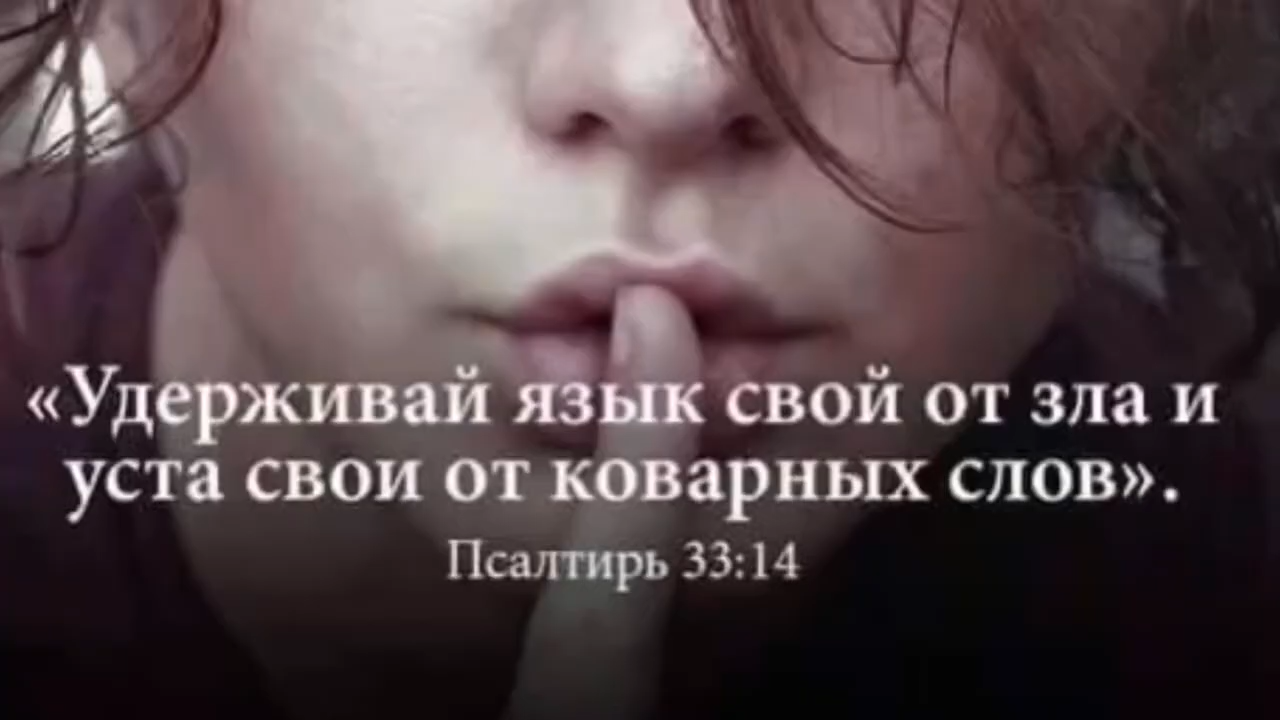 «Удерживай язык свой от зла и
уста свои от коварных слов».
Псалтирь 33:14